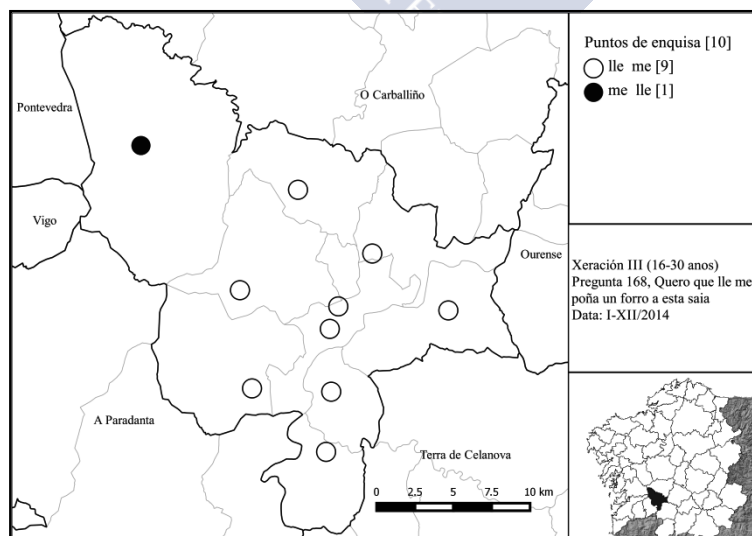 Pontevedra
Vigo
O Carballiño
Ourense
A Paradanta
Terra de Celanova
0 2,5 5 7,5 10 km
Puntos de enquisa [10]
lle me [9]
me lle [1]
Xeración III (16-30 anos)
Pregunta 168, Quero que lle me
poña un forro a esta saia
Data: I-XII/2014